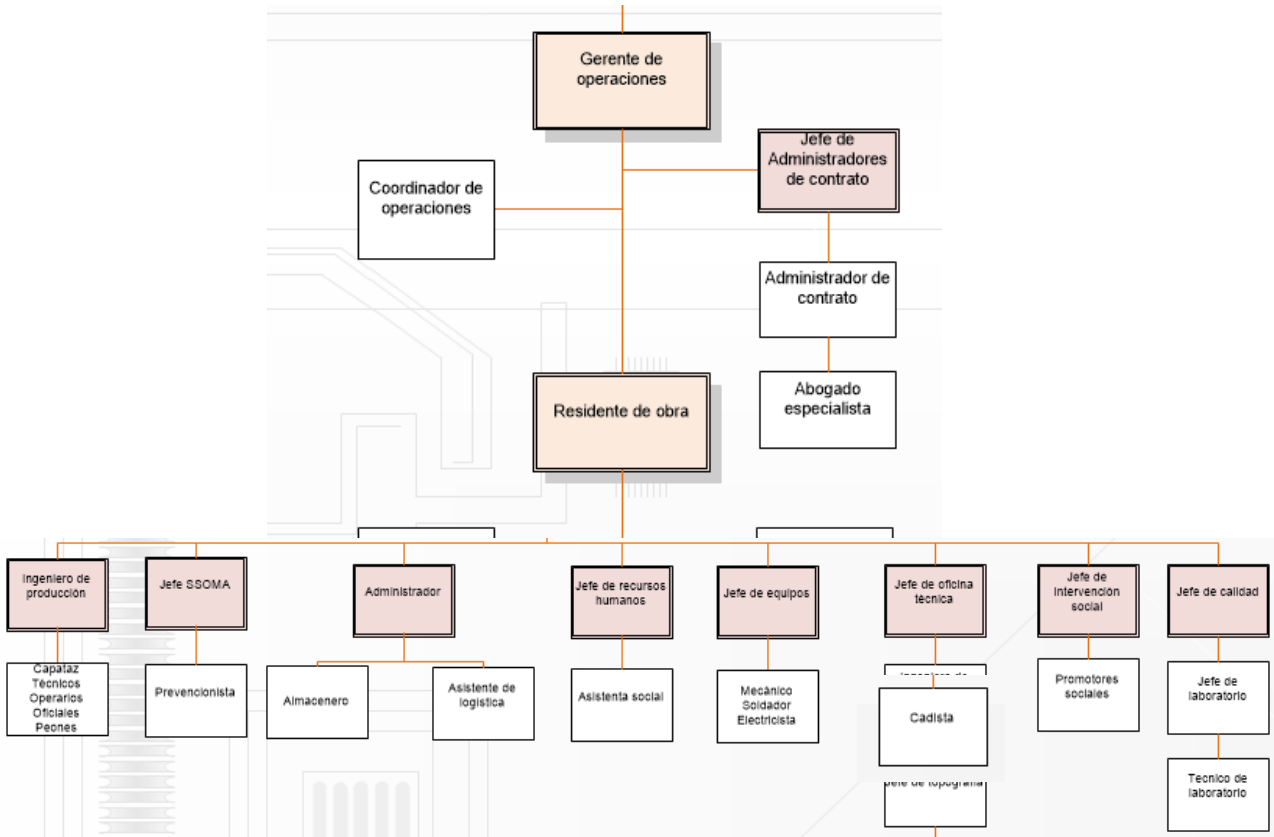 Gerente de
operaciones
Jefe de
Administradores
de contrato
Coordinador de
operaciones
Administrador de
contrato
Abogado
especialista
Residente de obra
Ingeniero de
producción
Jefe SSOMA
Administrador
Jefe de recursos
humanos
Jefe de equipos
Jefe de oficina
técnica
Jefe de
intervención
social
Jefe de calidad
Capataz
Técnicos
Operarios
Oficiales
Peones
Prevencionista
Almacenero
Asistente de
logística
Asistenta social
Mecánico
Soldador
Electricista
Cadista
Jefe de topografía
Promotores
sociales
Jefe de
laboratorio
Tecnico de
laboratorio